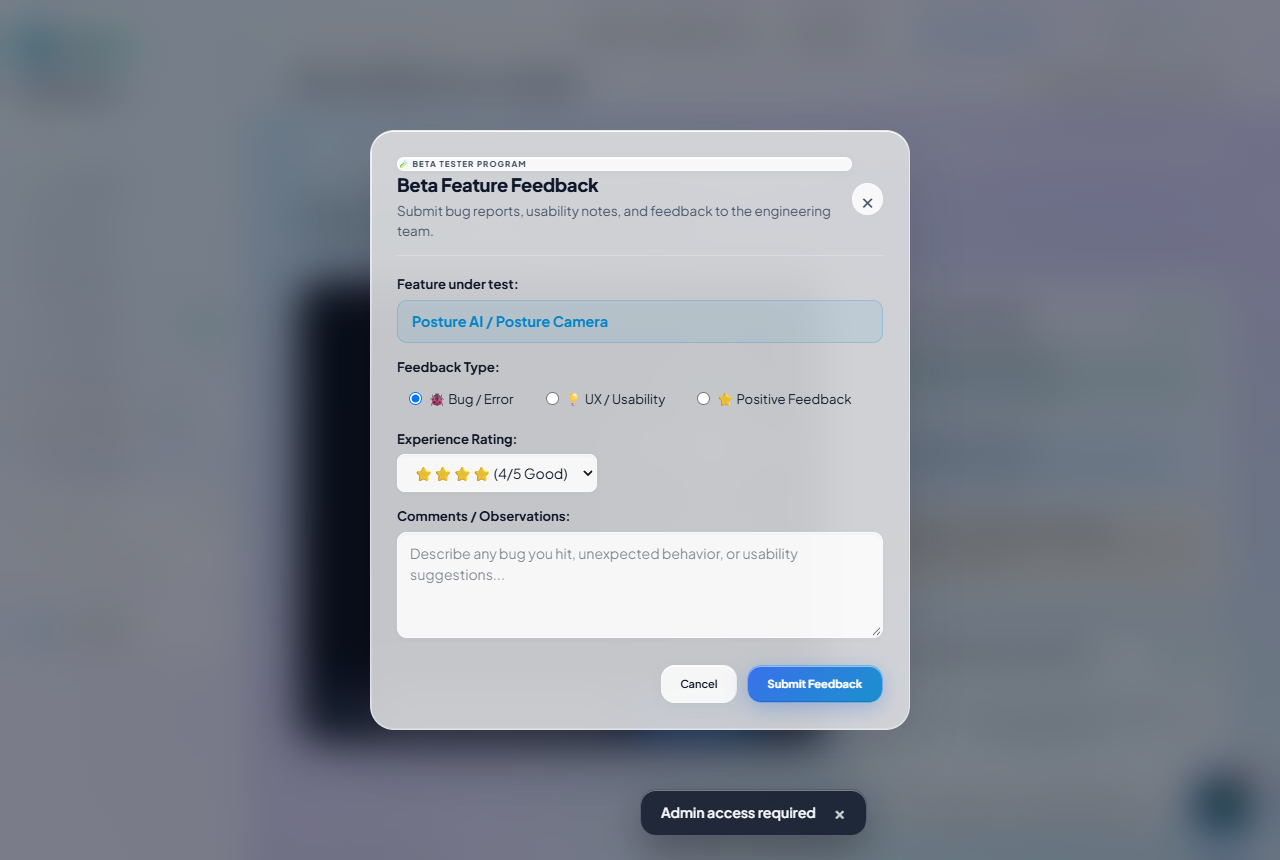 BETA TESTER PROGRAM
Beta Feature Feedback
Submit bug reports, usability notes, and feedback to the engineering
team.
×
Feature under test:
Posture AI / Posture Camera
Feedback Type:
🐞 Bug / Error 💡 UX / Usability ⭐ Positive Feedback
Experience Rating:
⭐⭐⭐⭐ (4/5 Good)
Comments / Observations:
Describe any bug you hit, unexpected behavior, or usability
suggestions...
Cancel Submit Feedback
Admin access required ×